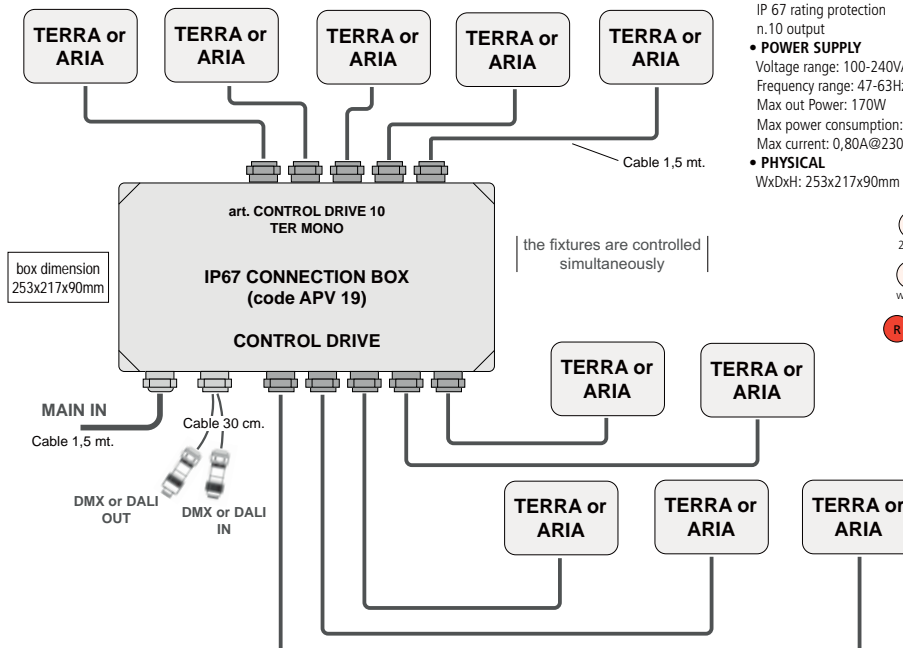 TERRA or
ARIA
TERRA or
ARIA
TERRA or
ARIA
TERRA or
ARIA
TERRA or
ARIA
IP 67 rating protection
n.10 output
• POWER SUPPLY
Voltage range: 100-240V
Frequency range: 47-63Hz
Max out Power: 170W
Max power consumption:
Max current: 0,80A@230
• PHYSICAL
WxDxH: 253x217x90mm
Cable 1,5 mt.
art. CONTROL DRIVE 10
TER MONO
IP67 CONNECTION BOX
(code APV 19)
CONTROL DRIVE
box dimension
253x217x90mm
the fixtures are controlled
simultaneously
2
w
R
MAIN IN
Cable 1,5 mt.
Cable 30 cm.
DMX or DALI
OUT
DMX or DALI
IN
TERRA or
ARIA
TERRA or
ARIA
TERRA or
ARIA
TERRA or
ARIA
TERRA or
ARIA